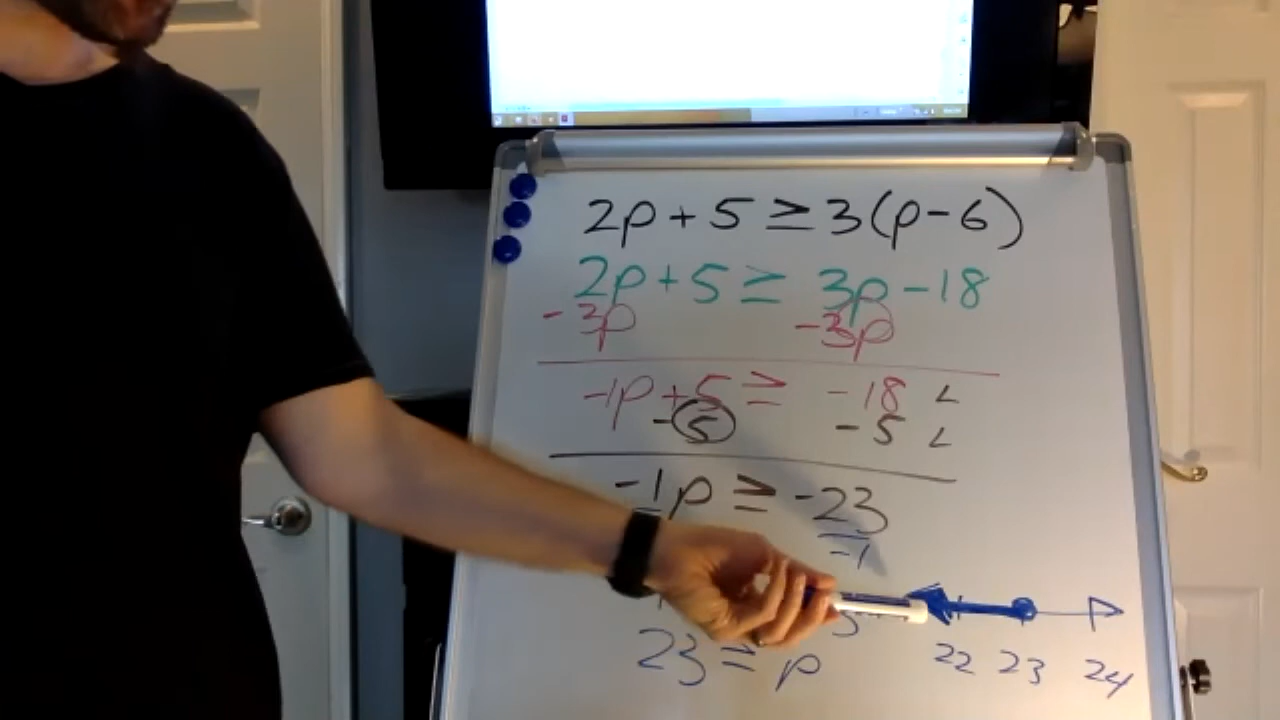 2p + 5 ≥ 3(p - 6)
2p + 5 ≥ 3p - 18
- 3p - 3p
-1p + 5 ≥ -18
- 5 - 5
-1p ≥ -23
-1
23 ≥ p
22 23 24